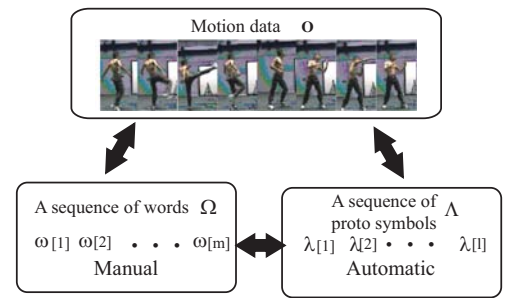 Motion data O
A sequence of words Ω
ω[1] ω[2] · · · ω[m]
Manual
A sequence of
proto symbols Λ
λ[1] λ[2] · · · λ[l]
Automatic